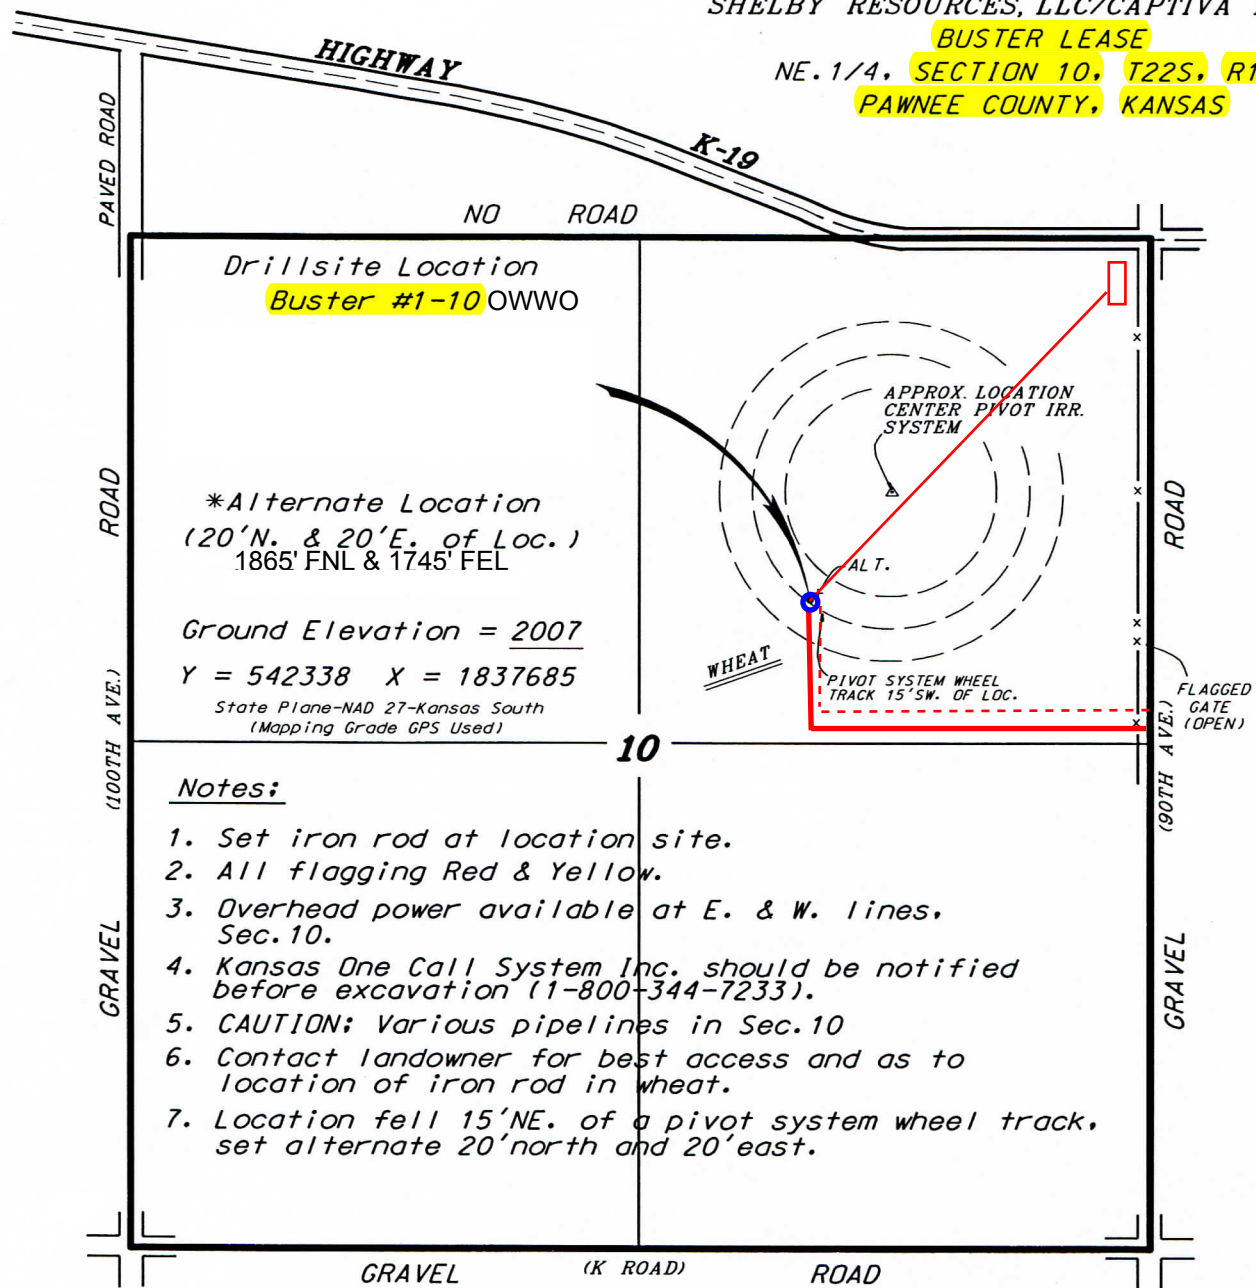 SHELBY RESOURCES, LLC/CAPTIVA
BUSTER LEASE
NE.1/4, SECTION 10, T22S, R1
PAWNEE COUNTY, KANSAS
HIGHWAY
K-19
PAVED ROAD
NO ROAD
Drillsite Location
Buster #1-10 OWWO
APPROX. LOCATION
CENTER PIVOT IRR.
SYSTEM
*Alternate Location
(20'N. & 20'E. of Loc.)
1865' FNL & 1745' FEL
ALT.
Ground Elevation = 2007
Y = 542338 X = 1837685
State Plane-NAD 27-Kansas South
(Mapping Grade GPS Used)
WHEAT
PIVOT SYSTEM WHEEL
TRACK 15'SW. OF LOC.
FLAGGED
GATE
(OPEN)
10
GRAVEL (100TH AVE.) ROAD
GRAVEL (90TH AVE.) ROAD
Notes:
1. Set iron rod at location site.
2. All flagging Red & Yellow.
3. Overhead power available at E. & W. lines,
Sec.10.
4. Kansas One Call System Inc. should be notified
before excavation (1-800-344-7233).
5. CAUTION: Various pipelines in Sec.10
6. Contact landowner for best access and as to
location of iron rod in wheat.
7. Location fell 15'NE. of a pivot system wheel track,
set alternate 20'north and 20'east.
GRAVEL (K ROAD) ROAD